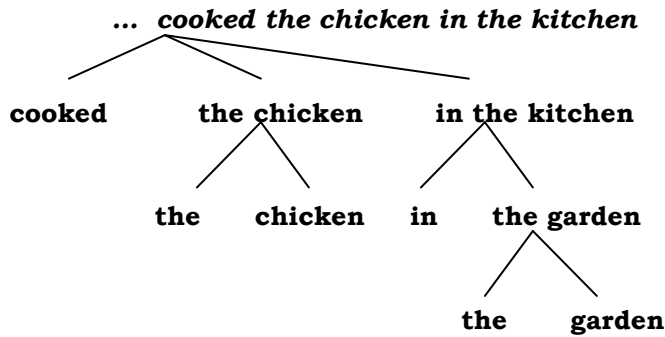 ... cooked the chicken in the kitchen
cooked the chicken in the kitchen
the chicken in the garden
the garden